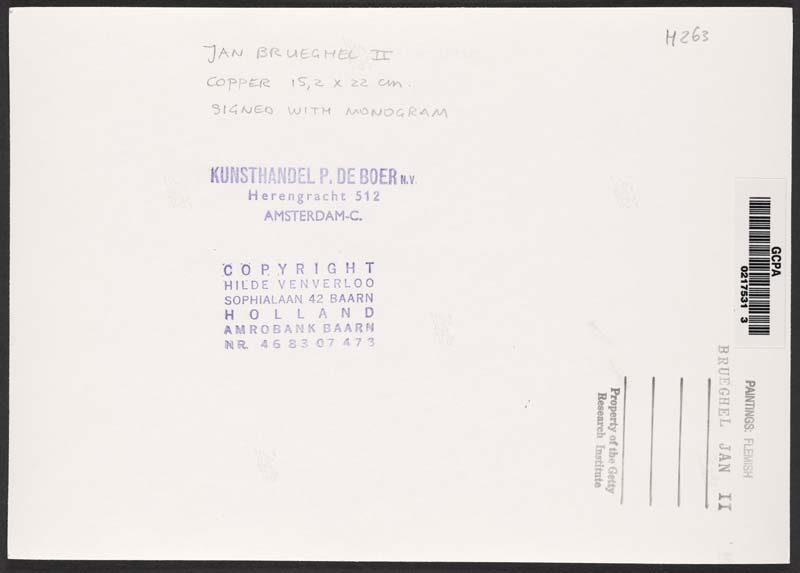 H263
JAN BRUEGHEL II
COPPER 15,2 x 22 cm.
SIGNED WITH MONOGRAM
KUNSTHANDEL P. DE BOER N.V.
Herengracht 512
AMSTERDAM-C.
COPYRIGHT
HILDE VENVERLOO
SOPHIALAAN 42 BAARN
HOLLAND
AMROBANK BAARN
NR. 46 83 07 473
GCPA
0217531 3
PAINTINGS: FLEMISH
BRUEGHEL JAN II
Property of the Getty
Research Institute